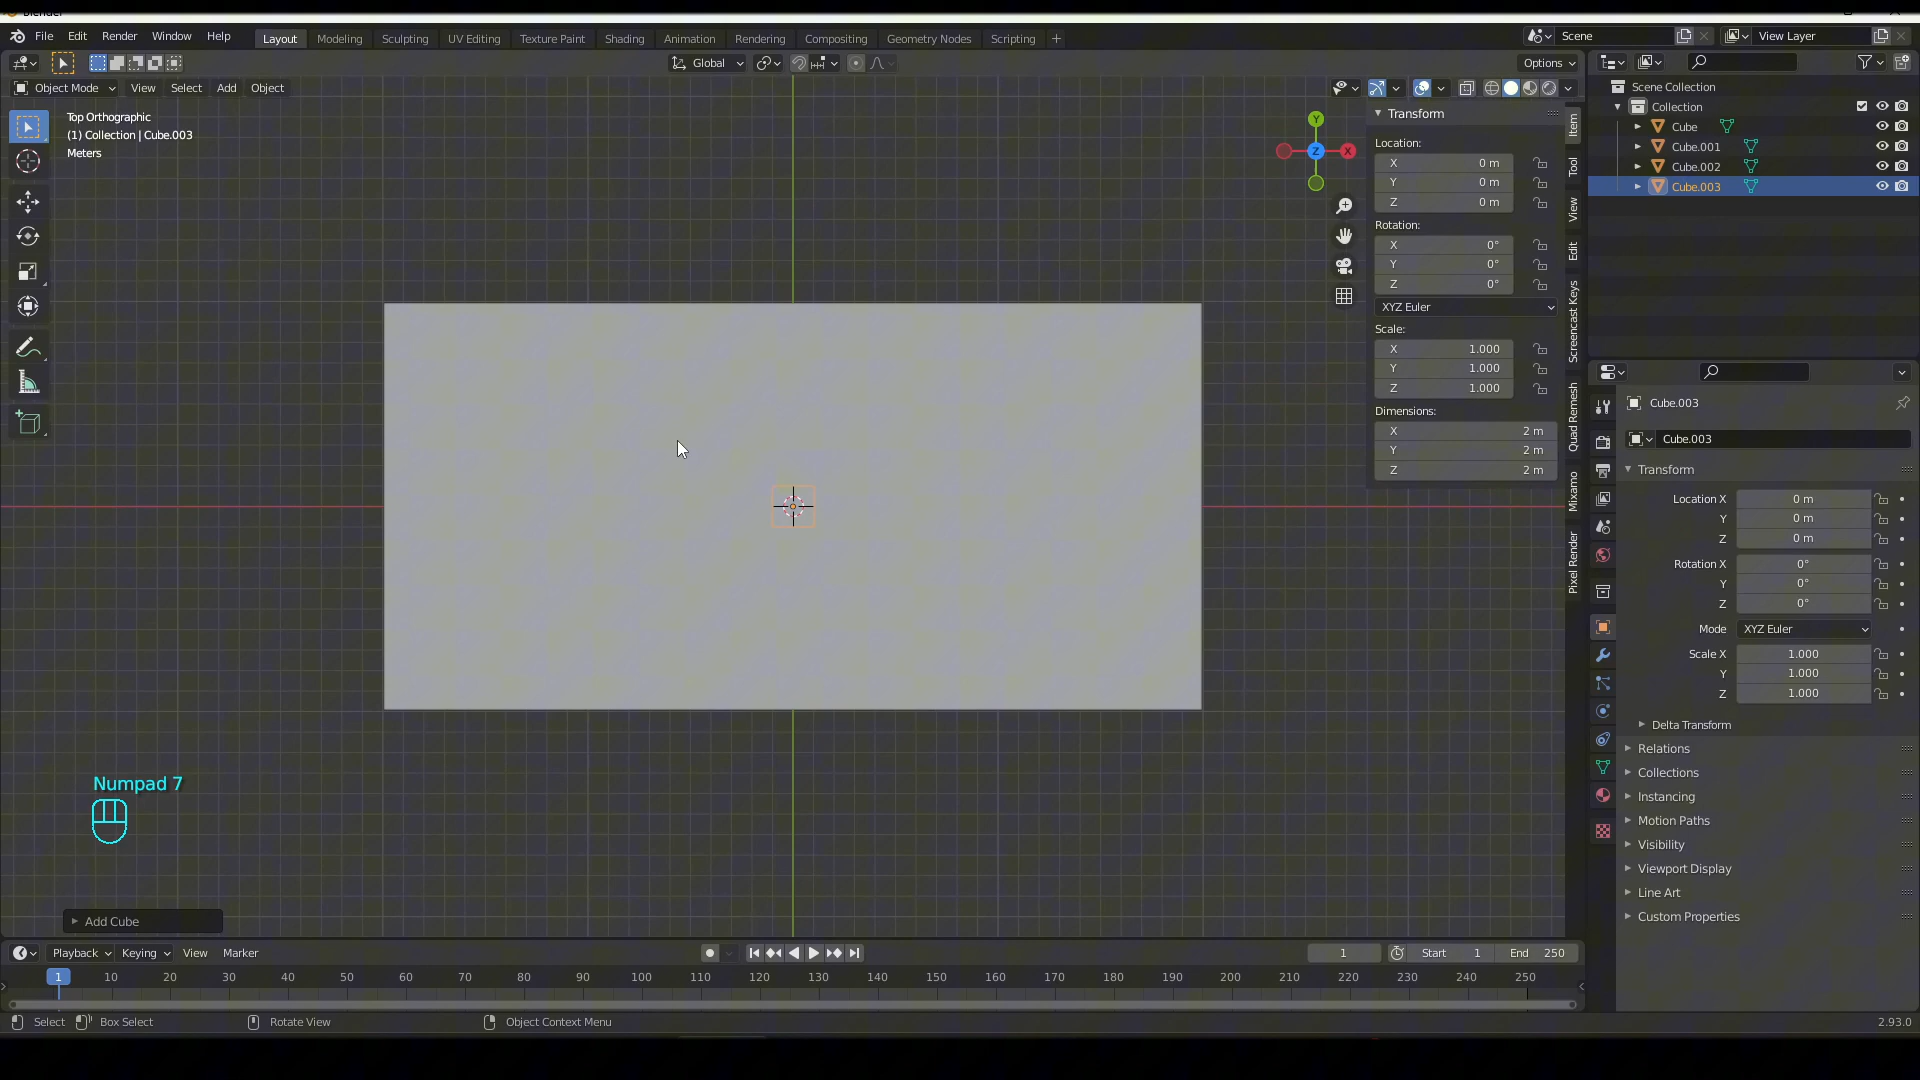 Blender
File Edit Render Window Help
Layout Modeling Sculpting UV Editing Texture Paint Shading Animation Rendering Compositing Geometry Nodes Scripting +
Scene
View Layer
Global
Options
Object Mode View Select Add Object
Top Orthographic
(1) Collection | Cube.003
Meters
Y
Z
X
Transform
Location:
X 0 m
Y 0 m
Z 0 m
Rotation:
X 0°
Y 0°
Z 0°
XYZ Euler
Scale:
X 1.000
Y 1.000
Z 1.000
Dimensions:
X 2 m
Y 2 m
Z 2 m
Item
Tool
View
Edit
Screencast Keys
Quad Remesh
Mixamo
Pixel Render
Scene Collection
Collection
Cube
Cube.001
Cube.002
Cube.003
Cube.003
Cube.003
Transform
Location X 0 m
Y 0 m
Z 0 m
Rotation X 0°
Y 0°
Z 0°
Mode XYZ Euler
Scale X 1.000
Y 1.000
Z 1.000
Delta Transform
Relations
Collections
Instancing
Motion Paths
Visibility
Viewport Display
Line Art
Custom Properties
Numpad 7
Add Cube
Playback Keying View Marker
1
Start 1
End 250
1 10 20 30 40 50 60 70 80 90 100 110 120 130 140 150 160 170 180 190 200 210 220 230 240 250
Select
Box Select
Rotate View
Object Context Menu
2.93.0